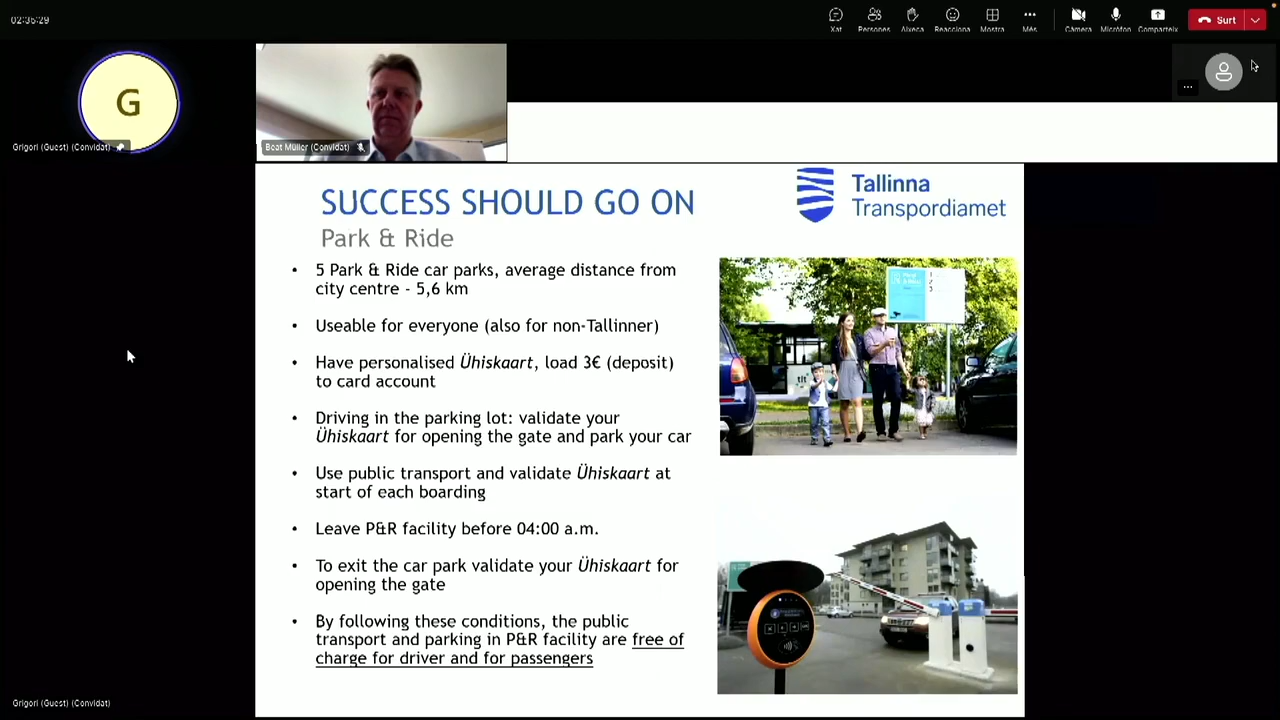 02:35:29
Xat
Persones
Aixeca
Reacciona
Mostra
Més
Càmera
Micròfon
Comparteix
Surt
G
Grigori (Guest) (Convidat)
Beat Müller (Convidat)
SUCCESS SHOULD GO ON
Park & Ride
Tallinna
Transpordiamet
• 5 Park & Ride car parks, average distance from
city centre - 5,6 km
• Useable for everyone (also for non-Tallinner)
• Have personalised Ühiskaart, load 3€ (deposit)
to card account
• Driving in the parking lot: validate your
Ühiskaart for opening the gate and park your car
• Use public transport and validate Ühiskaart at
start of each boarding
• Leave P&R facility before 04:00 a.m.
• To exit the car park validate your Ühiskaart for
opening the gate
• By following these conditions, the public
transport and parking in P&R facility are free of
charge for driver and for passengers
Grigori (Guest) (Convidat)